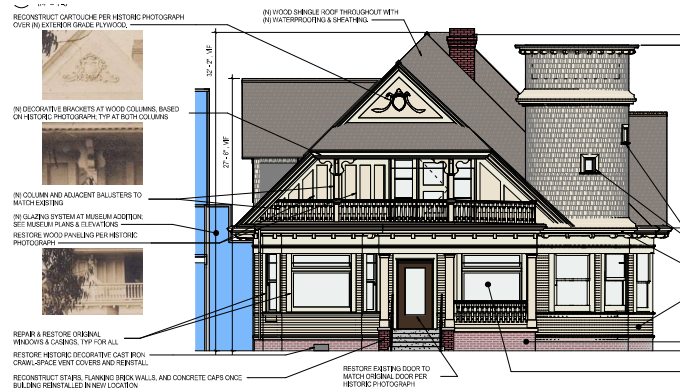 RECONSTRUCT CARTOUCHE PER HISTORIC PHOTOGRAPH
OVER (N) EXTERIOR GRADE PLYWOOD,
(N) WOOD SHINGLE ROOF THROUGHOUT WITH
(N) WATERPROOFING & SHEATHING.
32' - 2", VIF
27' - 6", VIF
(N) DECORATIVE BRACKETS AT WOOD COLUMNS, BASED
ON HISTORIC PHOTOGRAPH; TYP AT BOTH COLUMNS
(N) COLUMN AND ADJACENT BALUSTERS TO
MATCH EXISTING
(N) GLAZING SYSTEM AT MUSEUM ADDITION;
SEE MUSEUM PLANS & ELEVATIONS
RESTORE WOOD PANELING PER HISTORIC
PHOTOGRAPH
REPAIR & RESTORE ORIGINAL
WINDOWS & CASINGS, TYP FOR ALL
RESTORE HISTORIC DECORATIVE CAST IRON
CRAWL-SPACE VENT COVERS AND REINSTALL
RECONSTRUCT STAIRS, FLANKING BRICK WALLS, AND CONCRETE CAPS ONCE
BUILDING REINSTALLED IN NEW LOCATION
RESTORE EXISTING DOOR TO
MATCH ORIGINAL DOOR PER
HISTORIC PHOTOGRAPH